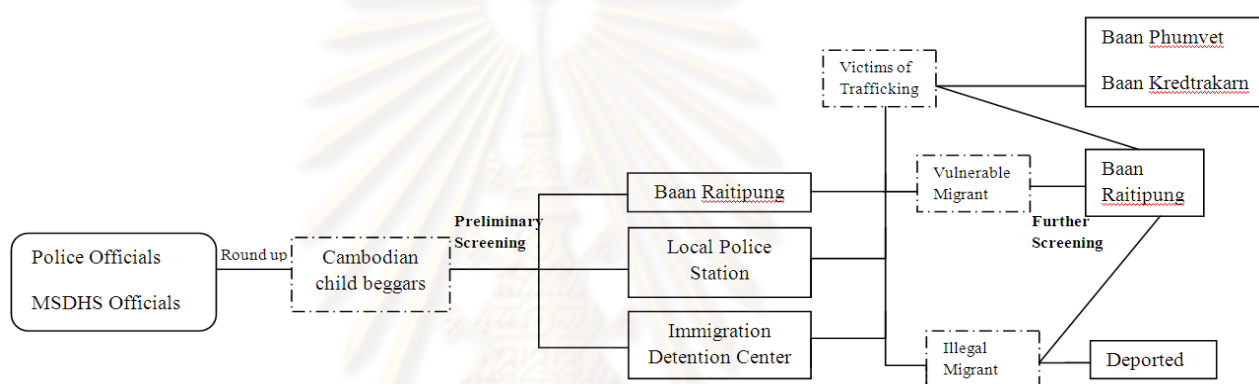 Police Officials
MSDHS Officials
Round up
Cambodian
child beggars
Preliminary
Screening
Baan Raitipung
Local Police
Station
Immigration
Detention Center
Victims of
Trafficking
Vulnerable
Migrant
Illegal
Migrant
Further
Screening
Baan Phumvet
Baan Kredtrakarn
Baan
Raitipung
Deported